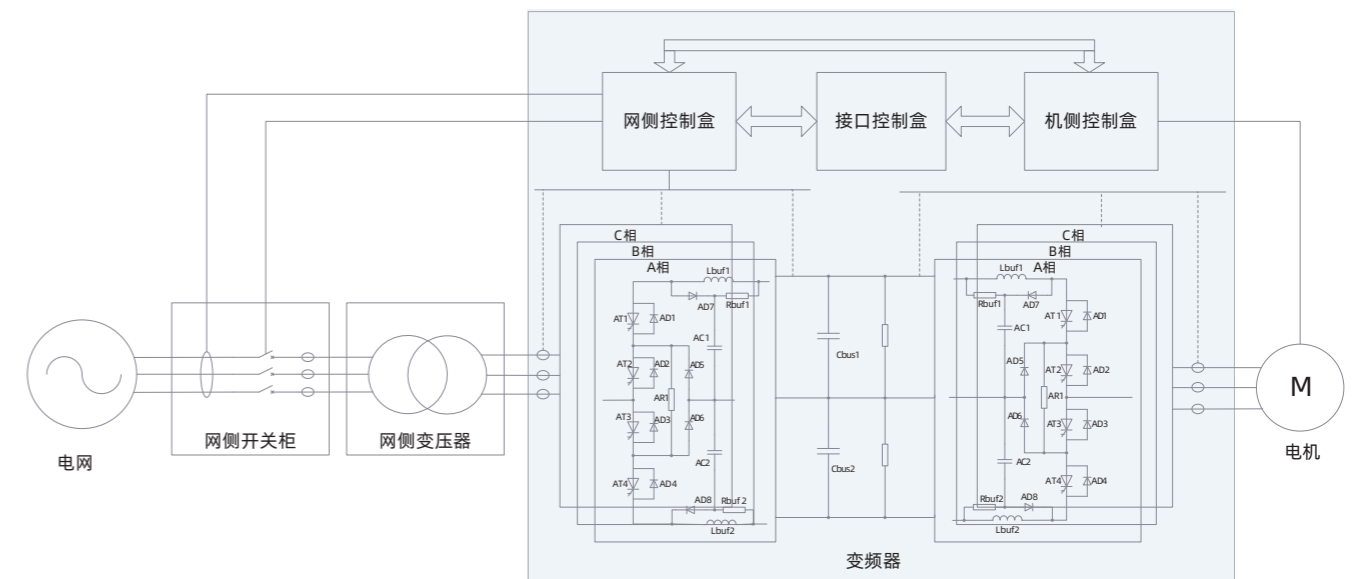 网侧控制盒
接口控制盒
机侧控制盒
C相
B相
A相
Lbuf1
AD7
Rbuf1
AT1
AD1
AC1
AT2
AD2
AD5
AR1
AT3
AD3
AD6
AC2
AT4
AD4
AD8
Rbuf2
Lbuf2
Cbus1
Cbus2
C相
B相
A相
Lbuf1
Rbuf1
AD7
AC1
AT1
AD1
AD5
AT2
AD2
AR1
AD6
AT3
AD3
AC2
AT4
AD4
Rbuf2
AD8
Lbuf2
电网
网侧开关柜
网侧变压器
变频器
M
电机